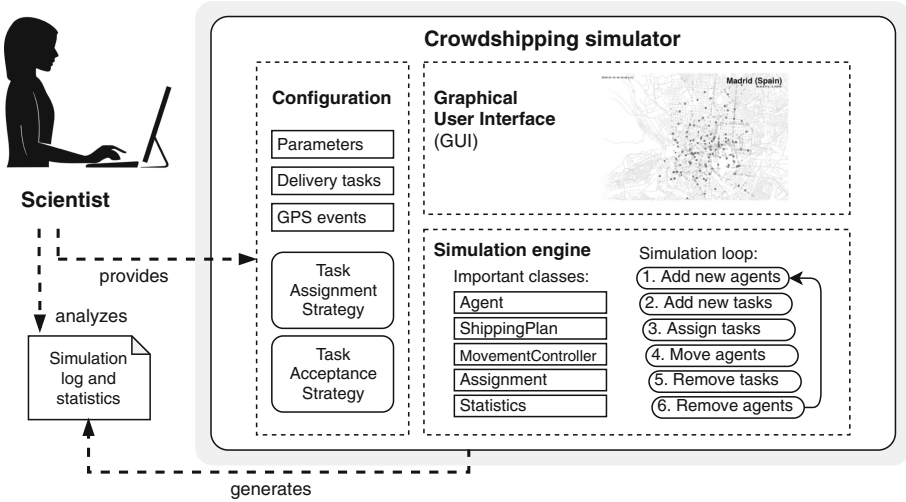 Crowdshipping simulator
Configuration
Parameters
Delivery tasks
GPS events
Task
Assignment
Strategy
Task
Acceptance
Strategy
Graphical
User Interface
(GUI)
Madrid (Spain)
Simulation engine
Important classes:
Agent
ShippingPlan
MovementController
Assignment
Statistics
Simulation loop:
1. Add new agents
2. Add new tasks
3. Assign tasks
4. Move agents
5. Remove tasks
6. Remove agents
Scientist
provides
analyzes
Simulation
log and
statistics
generates